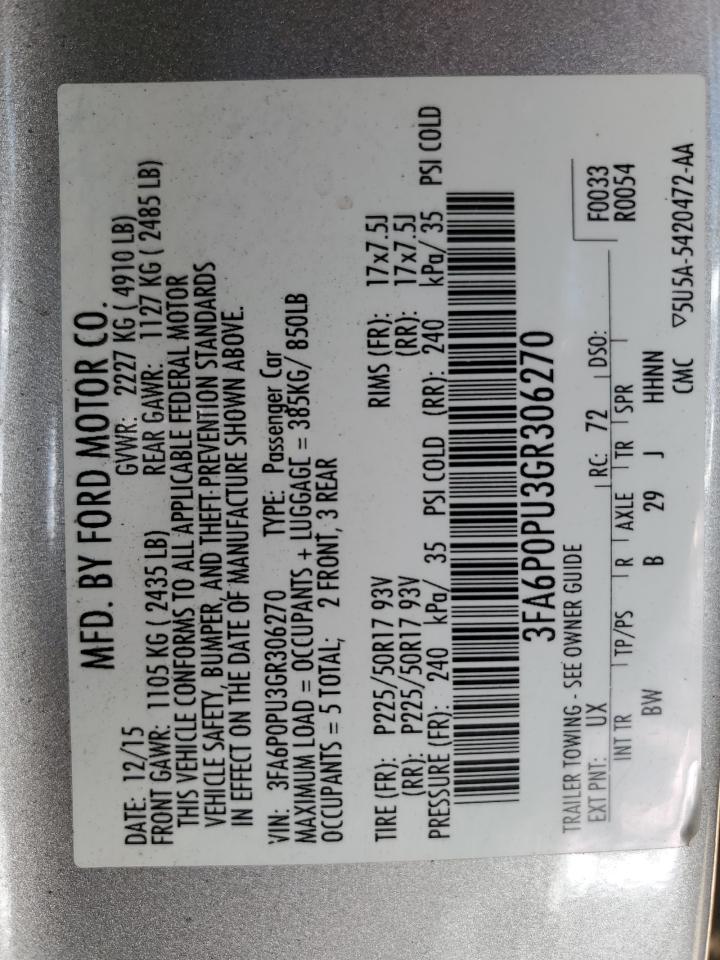 MFD. BY FORD MOTOR CO.
DATE: 12/15 GVWR: 2227 KG ( 4910 LB)
FRONT GAWR: 1105 KG ( 2435 LB) REAR GAWR: 1127 KG ( 2485 LB)
THIS VEHICLE CONFORMS TO ALL APPLICABLE FEDERAL MOTOR
VEHICLE SAFETY, BUMPER, AND THEFT PREVENTION STANDARDS
IN EFFECT ON THE DATE OF MANUFACTURE SHOWN ABOVE.
VIN: 3FA6P0PU3GR306270 TYPE: Passenger Car
MAXIMUM LOAD = OCCUPANTS + LUGGAGE = 385KG/ 850LB
OCCUPANTS = 5 TOTAL; 2 FRONT, 3 REAR
TIRE (FR): P225/50R17 93V RIMS (FR): 17x7.5J
(RR): P225/50R17 93V (RR): 17x7.5J
PRESSURE (FR): 240 kPa/ 35 PSI COLD (RR): 240 kPa/ 35 PSI COLD
3FA6P0PU3GR306270
TRAILER TOWING - SEE OWNER GUIDE
EXT PNT: UX RC: 72 DSO: F0033
R0054
INT TR TP/PS R AXLE TR SPR
BW B 29 J HHNN
CMC ▽5U5A-5420472-AA